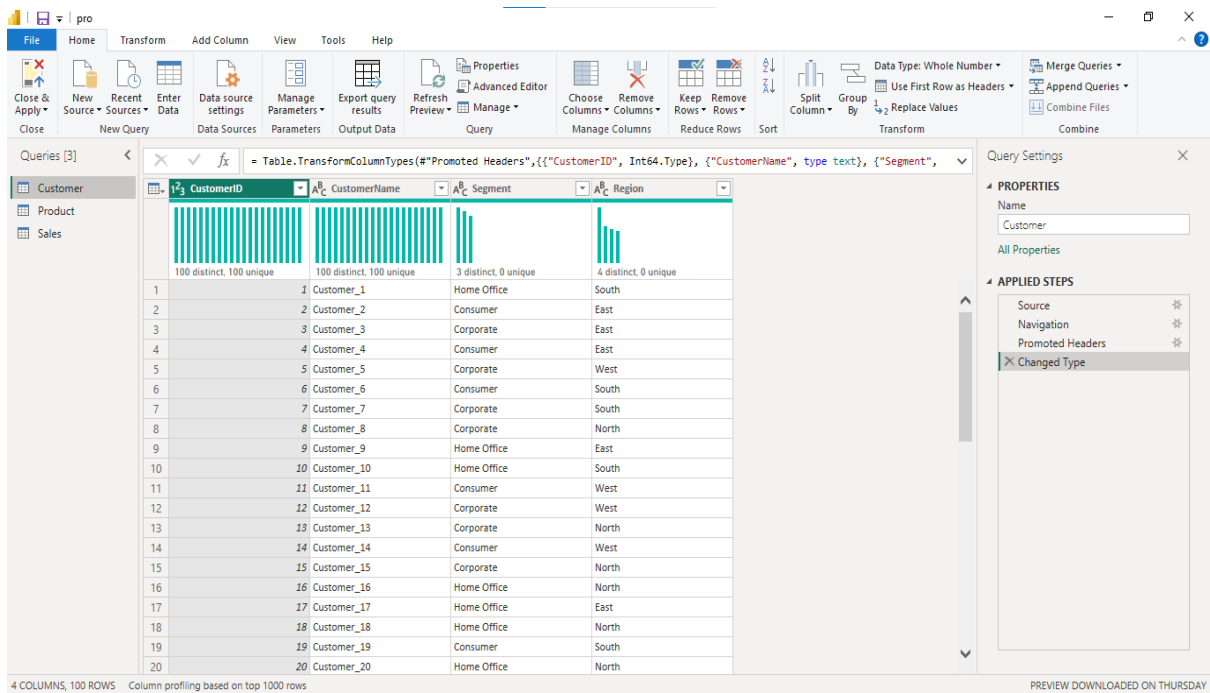 pro
File Home Transform Add Column View Tools Help
Close & Apply
New Source
Recent Sources
Enter Data
Data source settings
Manage Parameters
Export query results
Refresh Preview
Properties
Advanced Editor
Manage
Choose Columns
Remove Columns
Keep Rows
Remove Rows
Split Column
Group By
Data Type: Whole Number
Use First Row as Headers
Replace Values
Merge Queries
Append Queries
Combine Files
Close New Query Data Sources Parameters Output Data Query Manage Columns Reduce Rows Sort Transform Combine
Queries [3]
Customer
Product
Sales
fx = Table.TransformColumnTypes(#"Promoted Headers",{{"CustomerID", Int64.Type}, {"CustomerName", type text}, {"Segment",
CustomerID CustomerName Segment Region
100 distinct, 100 unique 100 distinct, 100 unique 3 distinct, 0 unique 4 distinct, 0 unique
1 1 Customer_1 Home Office South
2 2 Customer_2 Consumer East
3 3 Customer_3 Corporate East
4 4 Customer_4 Consumer East
5 5 Customer_5 Corporate West
6 6 Customer_6 Consumer South
7 7 Customer_7 Corporate South
8 8 Customer_8 Corporate North
9 9 Customer_9 Home Office East
10 10 Customer_10 Home Office South
11 11 Customer_11 Consumer West
12 12 Customer_12 Corporate West
13 13 Customer_13 Corporate North
14 14 Customer_14 Consumer West
15 15 Customer_15 Corporate North
16 16 Customer_16 Home Office North
17 17 Customer_17 Home Office East
18 18 Customer_18 Home Office North
19 19 Customer_19 Consumer South
20 20 Customer_20 Home Office North
Query Settings
PROPERTIES
Name
Customer
All Properties
APPLIED STEPS
Source
Navigation
Promoted Headers
Changed Type
4 COLUMNS, 100 ROWS Column profiling based on top 1000 rows PREVIEW DOWNLOADED ON THURSDAY